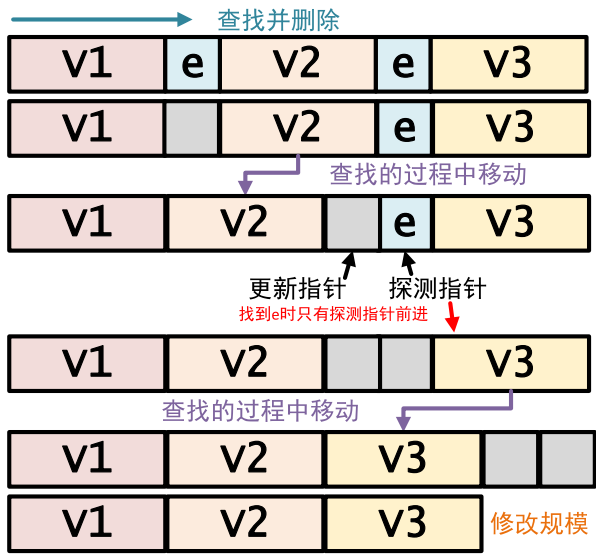 查找并删除
v1 e v2 e v3
v1 v2 e v3
查找的过程中移动
v1 v2 e v3
更新指针 探测指针
找到e时只有探测指针前进
v1 v2 v3
查找的过程中移动
v1 v2 v3
v1 v2 v3 修改规模